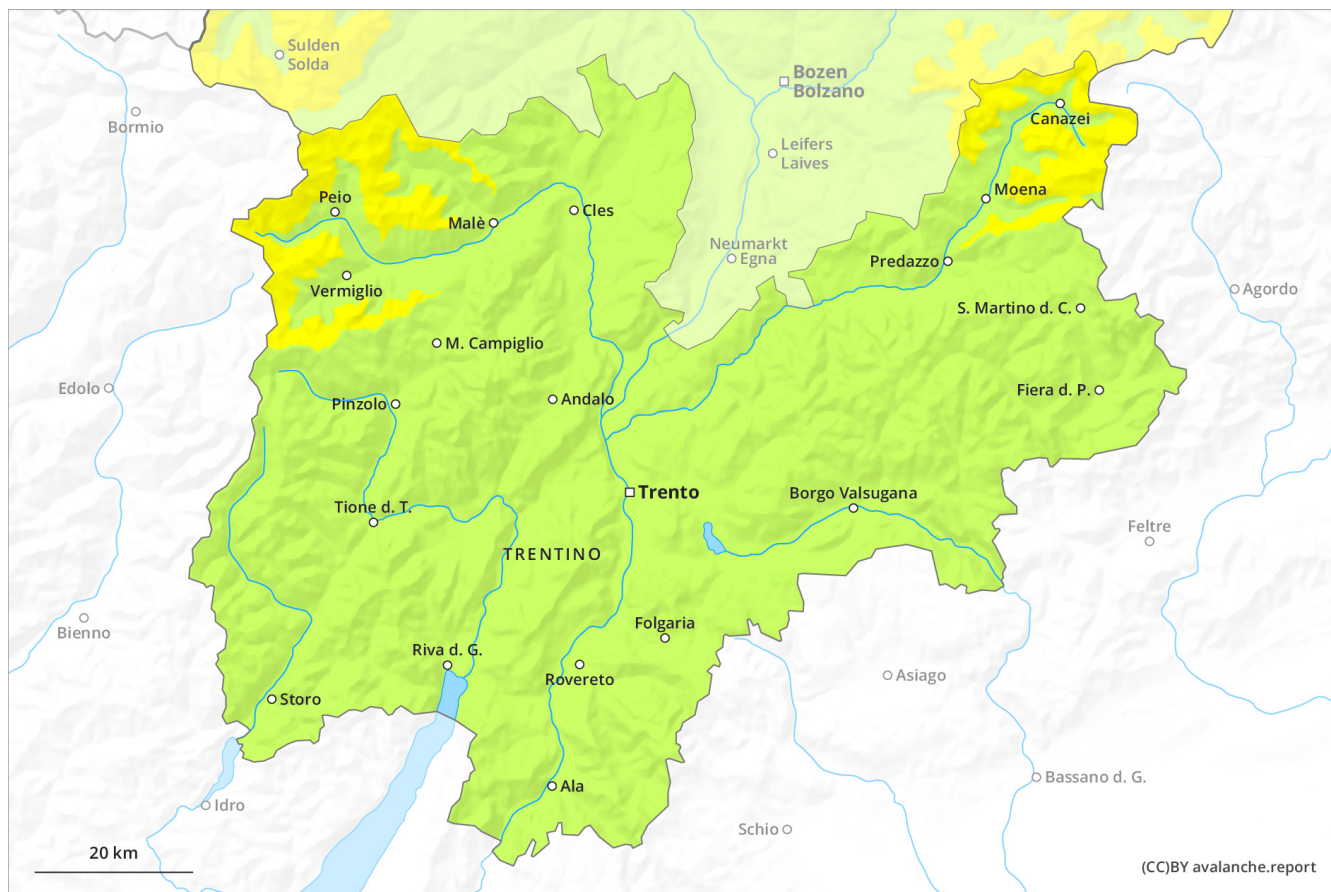 Sulden
Solda
Bozen
Bolzano
Bormio
Canazei
Leifers
Laives
Peio
Moena
Malè
Cles
Neumarkt
Egna
Predazzo
Vermiglio
Agordo
S. Martino d. C.
M. Campiglio
Edolo
Pinzolo
Andalo
Fiera d. P.
Trento
Borgo Valsugana
Tione d. T.
Feltre
TRENTINO
Bienno
Folgaria
Riva d. G.
Rovereto
Asiago
Storo
Bassano d. G.
Ala
Idro
Schio
20 km
(CC)BY avalanche.report